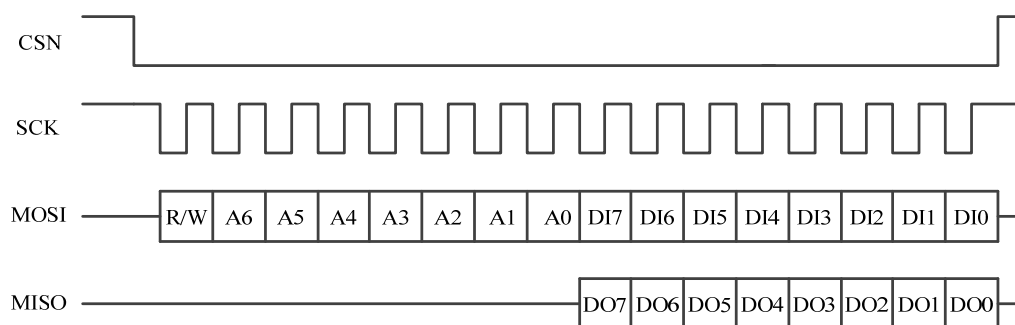 CSN
SCK
MOSI R/W A6 A5 A4 A3 A2 A1 A0 DI7 DI6 DI5 DI4 DI3 DI2 DI1 DI0
MISO DO7 DO6 DO5 DO4 DO3 DO2 DO1 DO0